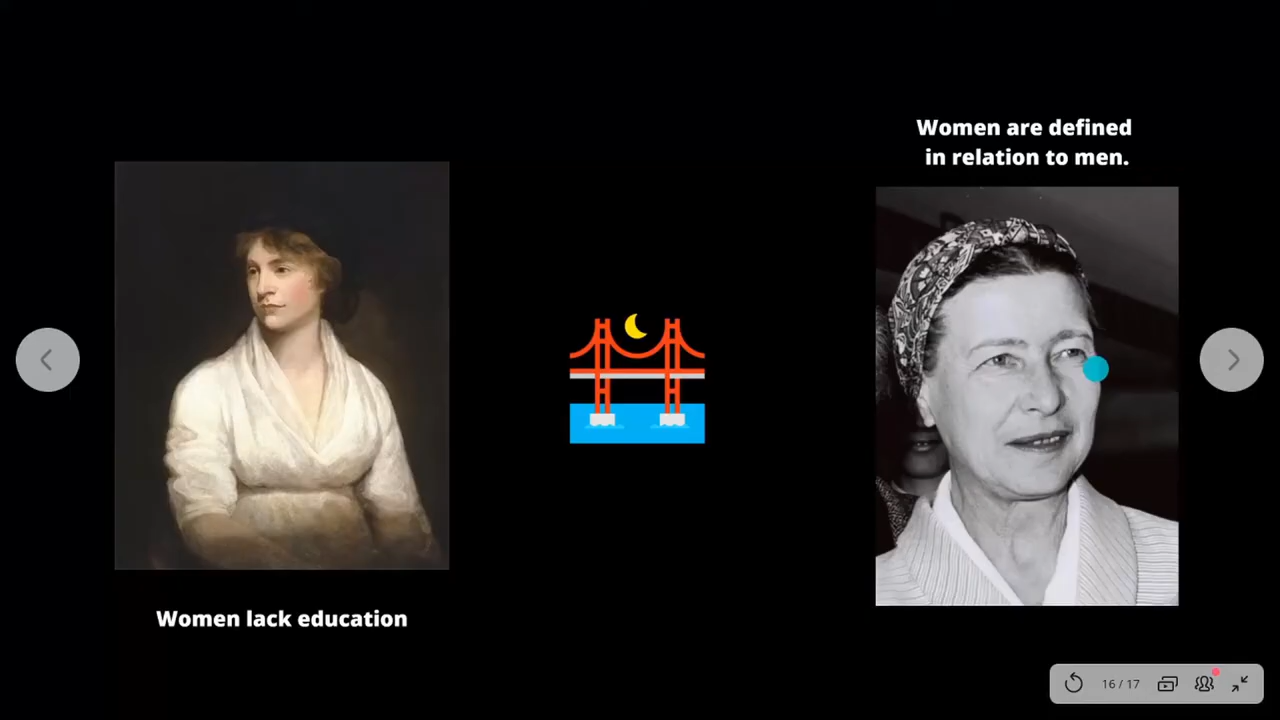 Women are defined
in relation to men.
Women lack education
16 / 17